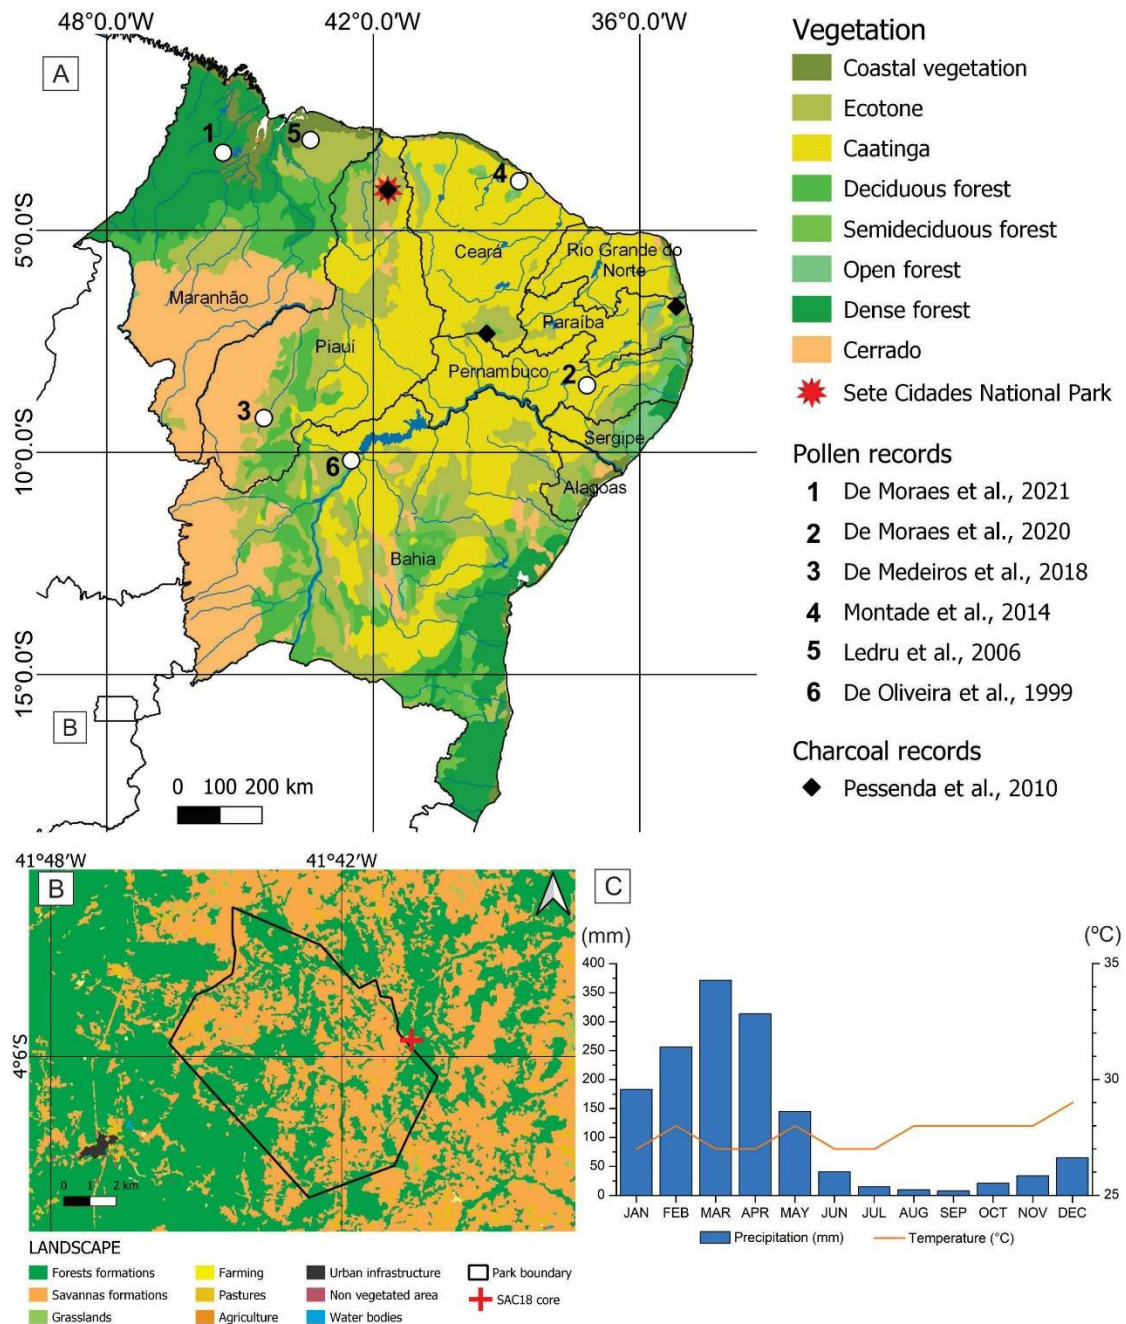 48°0.0'W
42°0.0'W
36°0.0'W
A
5°0.0'S
10°0.0'S
15°0.0'S
1
5
4
Ceará
Rio Grande do
Norte
Maranhão
Paraíba
Piauí
Pernambuco
2
3
Sergipe
6
Alagoas
Bahia
B
0 100 200 km
Vegetation
Coastal vegetation
Ecotone
Caatinga
Deciduous forest
Semideciduous forest
Open forest
Dense forest
Cerrado
Sete Cidades National Park
Pollen records
1 De Moraes et al., 2021
2 De Moraes et al., 2020
3 De Medeiros et al., 2018
4 Montade et al., 2014
5 Ledru et al., 2006
6 De Oliveira et al., 1999
Charcoal records
Pessenda et al., 2010
41°48'W
41°42'W
B
4°6'S
0 1 2 km
LANDSCAPE
Forests formations
Savannas formations
Grasslands
Farming
Pastures
Agriculture
Urban infrastructure
Non vegetated area
Water bodies
Park boundary
SAC18 core
C
(mm)
(ºC)
400
350
300
250
200
150
100
50
0
35
30
25
JAN FEB MAR APR MAY JUN JUL AUG SEP OCT NOV DEC
Precipitation (mm) Temperature (°C)